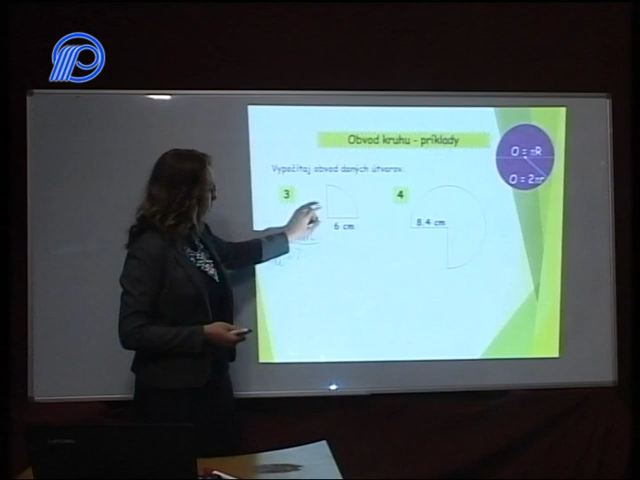 Obvod kruhu - príklady
O = πR
O = 2πr
Vypočítaj obvod daných útvarov.
3
4
8.4 cm
6 cm